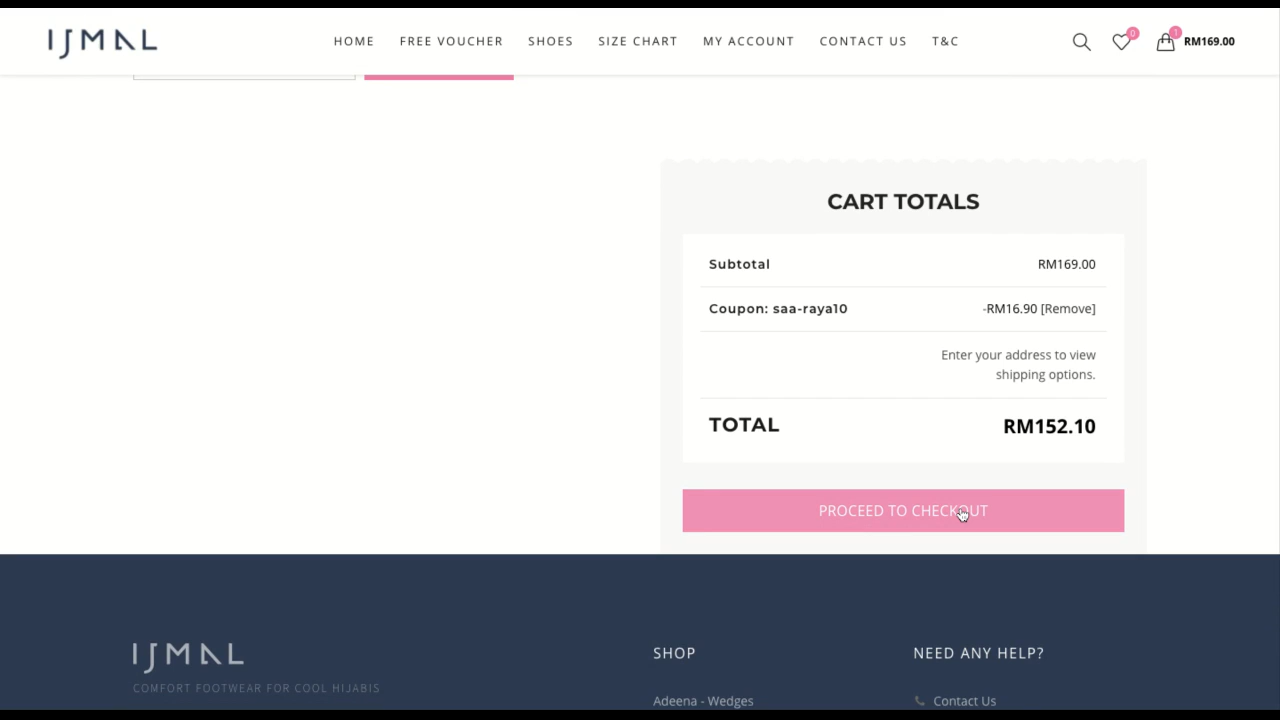 IJMAL
HOME FREE VOUCHER SHOES SIZE CHART MY ACCOUNT CONTACT US T&C
0
1
RM169.00
CART TOTALS
Subtotal RM169.00
Coupon: saa-raya10 -RM16.90 [Remove]
Enter your address to view
shipping options.
TOTAL RM152.10
PROCEED TO CHECKOUT
IJMAL
COMFORT FOOTWEAR FOR COOL HIJABIS
SHOP
Adeena - Wedges
NEED ANY HELP?
Contact Us